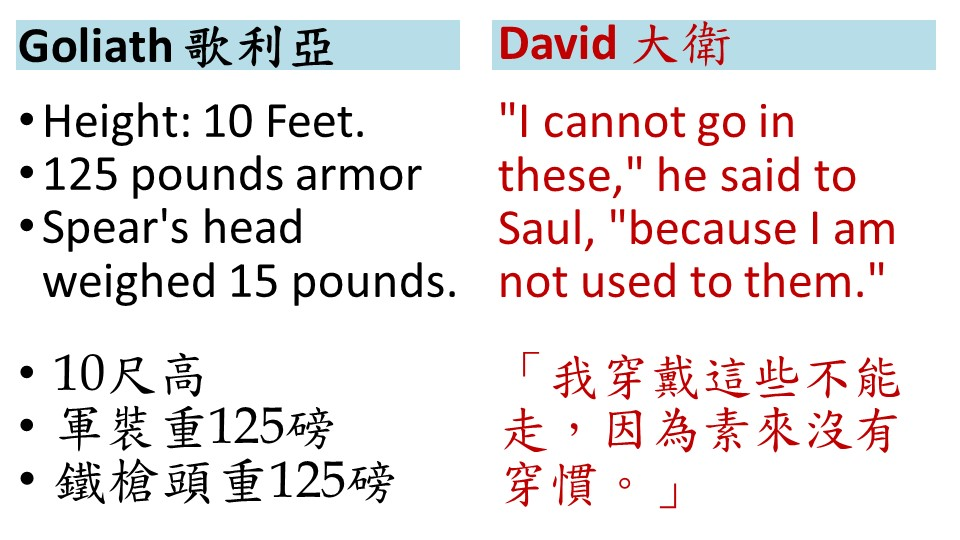 Goliath 歌利亞
• Height: 10 Feet.
• 125 pounds armor
• Spear's head
weighed 15 pounds.
• 10尺高
• 軍裝重125磅
• 鐵槍頭重125磅
David 大衛
"I cannot go in
these," he said to
Saul, "because I am
not used to them."
「我穿戴這些不能
走，因為素來沒有
穿慣。」